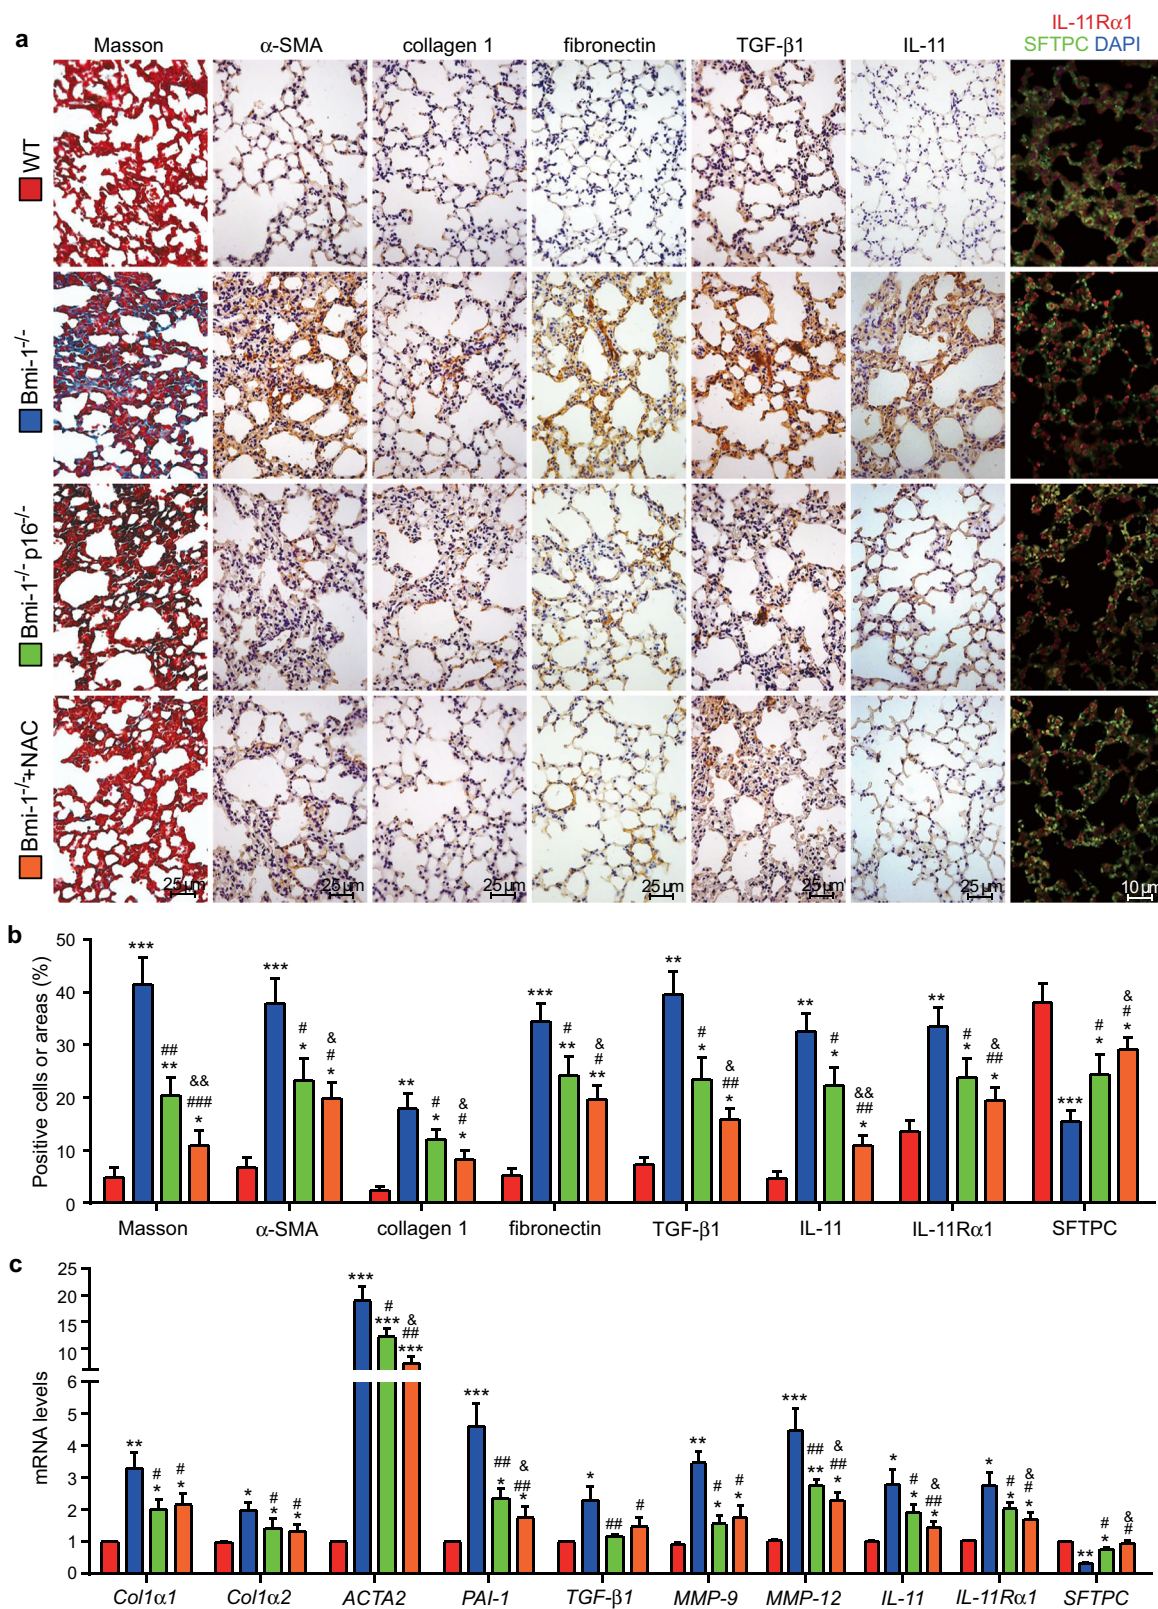 a
Masson α-SMA collagen 1 fibronectin TGF-β1 IL-11 IL-11Rα1
SFTPC DAPI
WT
Bmi-1-/-
Bmi-1-/- p16-/-
Bmi-1-/-+NAC
25 µm 25 µm 25 µm 25 µm 25 µm 25 µm 10 µm
b
Positive cells or areas (%)
50
40
30
20
10
0
*** ## ** && ### *
*** # * & # *
** # * & # *
*** # ** & # **
** # * & ## *
** # * && ## *
** # * & ## *
*** # * & # *
Masson α-SMA collagen 1 fibronectin TGF-β1 IL-11 IL-11Rα1 SFTPC
c
mRNA levels
25
20
15
10
6
5
4
3
2
1
0
** # * # *
* # * # *
*** # *** & ## ***
*** ## * & ## *
* ## #
** # * # *
*** ## ** & ## *
* # * & ## *
* # * & # *
** # * & #
Col1α1 Col1α2 ACTA2 PAI-1 TGF-β1 MMP-9 MMP-12 IL-11 IL-11Rα1 SFTPC